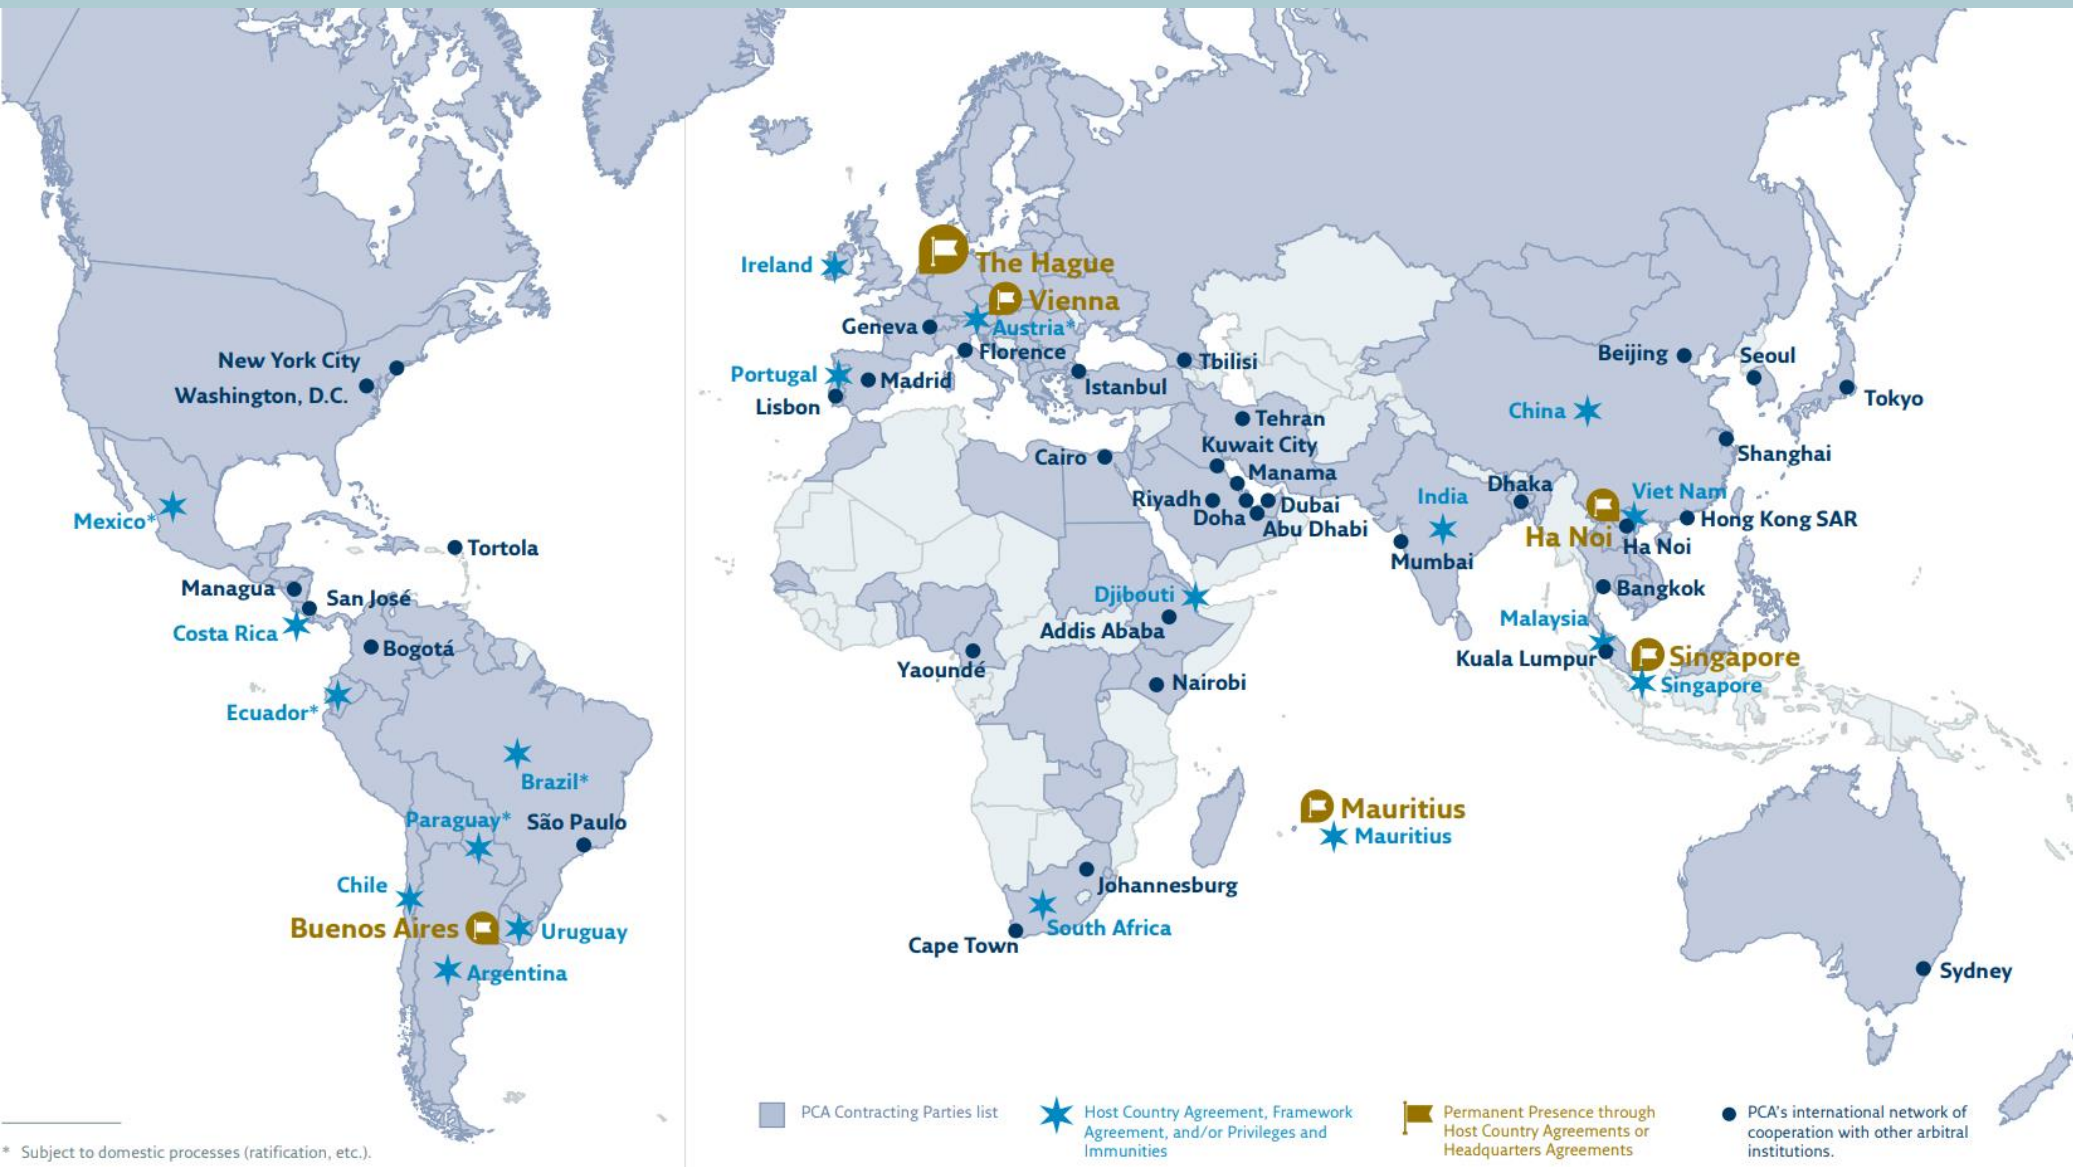 The Hague
Ireland
Vienna
Geneva
Austria*
Florence
New York City
Washington, D.C.
Portugal
Madrid
Lisbon
Istanbul
Tbilisi
Beijing
Seoul
Tokyo
China
Tehran
Kuwait City
Cairo
Manama
Shanghai
Riyadh
Doha
Dubai
Abu Dhabi
India
Dhaka
Viet Nam
Mexico*
Ha Noi
Ha Noi
Hong Kong SAR
Mumbai
Tortola
Managua
San José
Costa Rica
Bogotá
Djibouti
Addis Ababa
Bangkok
Malaysia
Yaoundé
Nairobi
Kuala Lumpur
Singapore
Singapore
Ecuador*
Brazil*
Paraguay*
São Paulo
Mauritius
Mauritius
Chile
Johannesburg
Buenos Aires
Uruguay
South Africa
Cape Town
Argentina
Sydney
PCA Contracting Parties list
Host Country Agreement, Framework
Agreement, and/or Privileges and
Immunities
Permanent Presence through
Host Country Agreements or
Headquarters Agreements
PCA's international network of
cooperation with other arbitral
institutions.
* Subject to domestic processes (ratification, etc.).